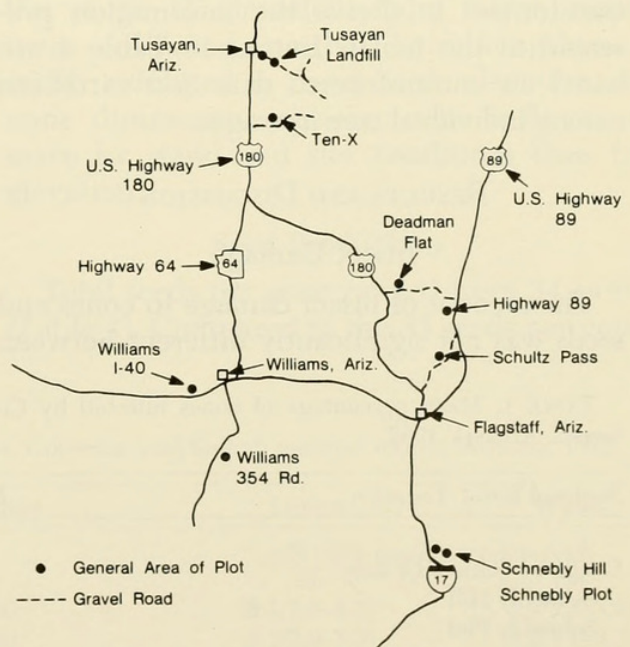 Tusayan,
Ariz.
Tusayan
Landfill
Ten-X
180
U.S. Highway
180
89
U.S. Highway
89
Deadman
Flat
Highway 64
64
180
Highway 89
Williams
I-40
Williams, Ariz.
Schultz Pass
Flagstaff, Ariz.
Williams
354 Rd.
General Area of Plot
Gravel Road
17
Schnebly Hill
Schnebly Plot